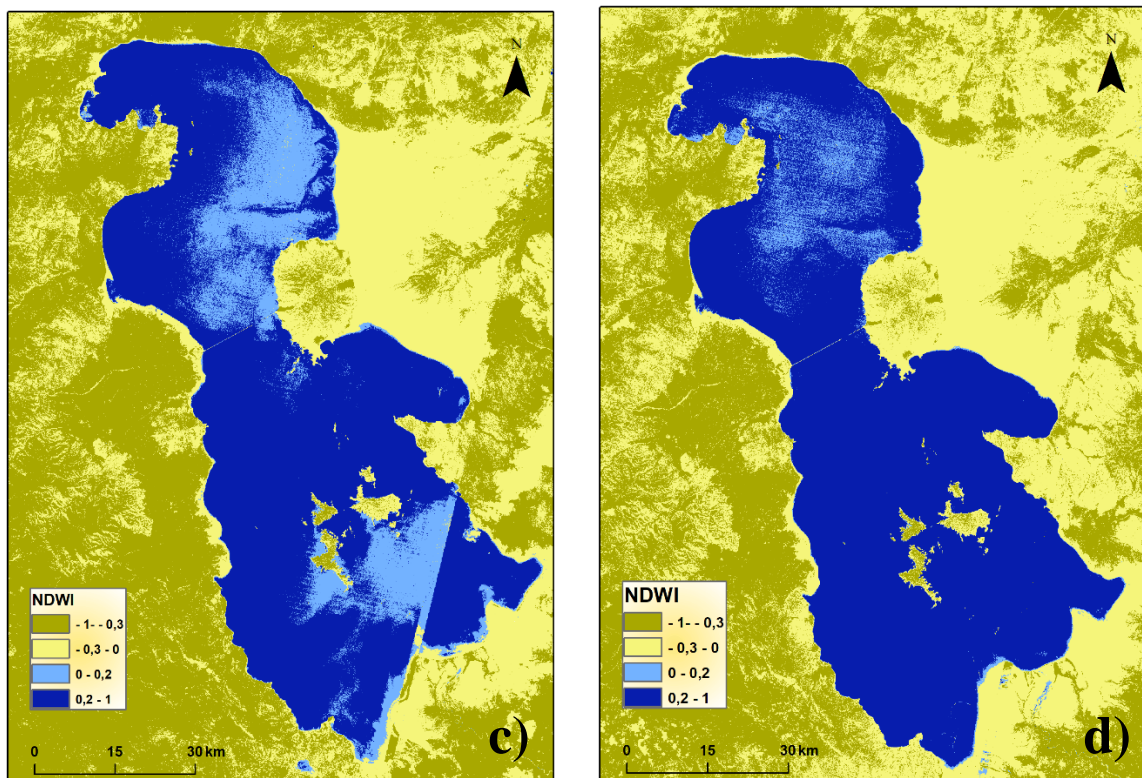 N
NDWI
- 1- - 0,3
- 0,3 - 0
0 - 0,2
0,2 - 1
0 15 30 km
c)
N
NDWI
- 1- - 0,3
- 0,3 - 0
0 - 0,2
0,2 - 1
0 15 30 km
d)